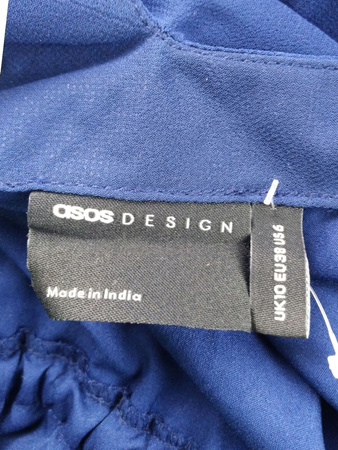 asos DESIGN
Made in India
UK10 EU38 US6